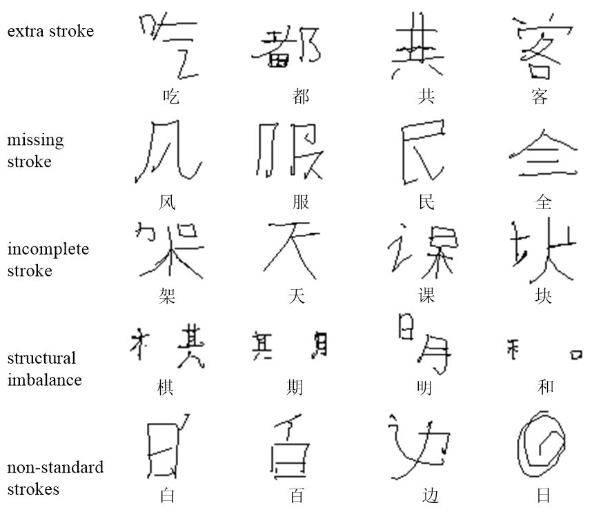 extra stroke
吃 都 共 客
missing
stroke
风 服 民 全
incomplete
stroke
架 天 课 块
structural
imbalance
棋 期 明 和
non-standard
strokes
白 百 边 日